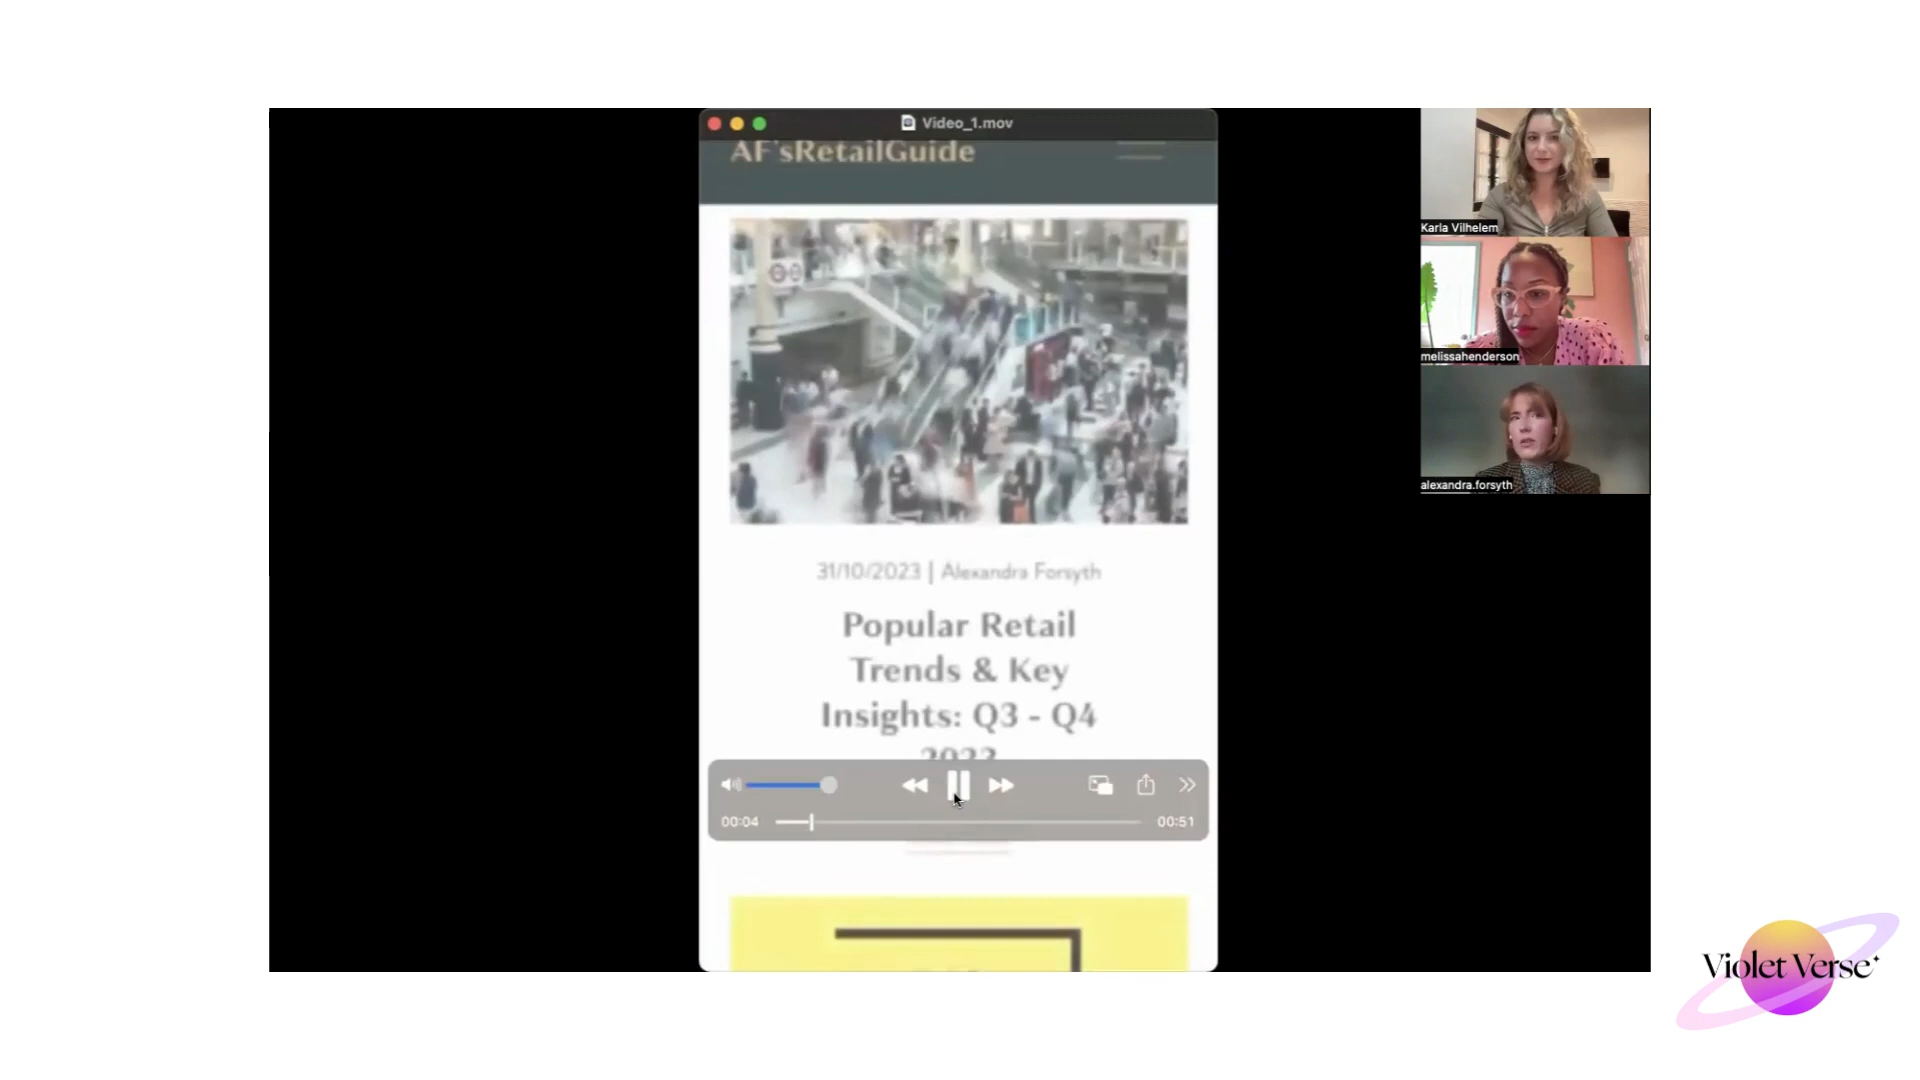 Video_1.mov
AF'sRetailGuide
31/10/2023 | Alexandra Forsyth
Popular Retail
Trends & Key
Insights: Q3 - Q4
2023
00:04
00:51
Karla Vilhelem
melissahenderson
alexandra.forsyth
Violet Verse